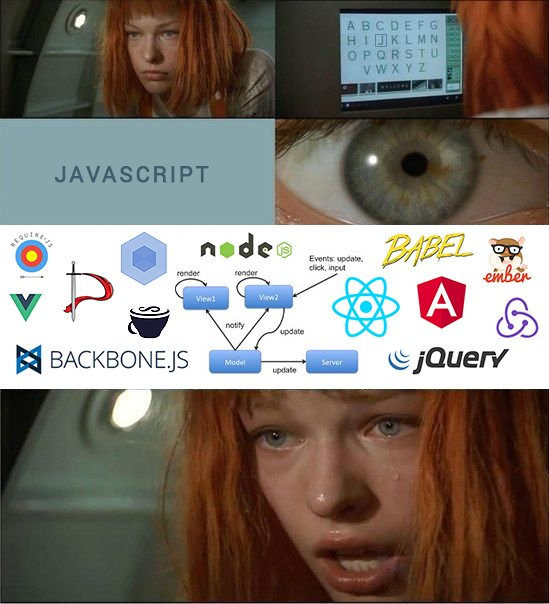 A B C D E F G
H I J K L M N
O P Q R S T U
V W X Y Z
WELCOME
JAVASCRIPT
REQUIRE-JS
node
JS
Events: update,
click, input
BABEL
ember
render
render
View1
View2
notify
update
BACKBONE.JS
Model
update
Server
jQuery